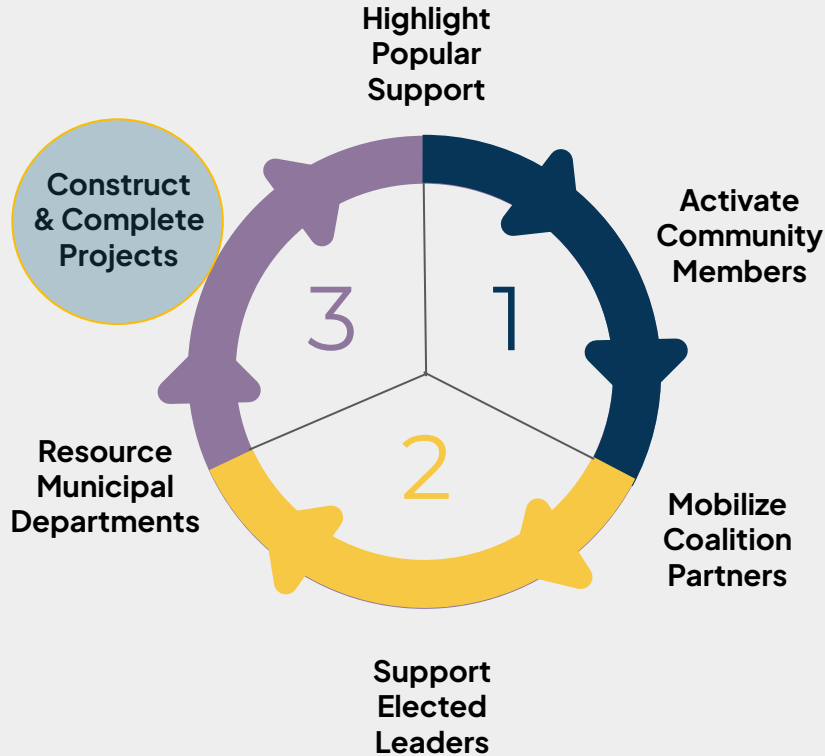 Highlight
Popular
Support
Activate
Community
Members
Mobilize
Coalition
Partners
Support
Elected
Leaders
Resource
Municipal
Departments
Construct
& Complete
Projects
1
2
3